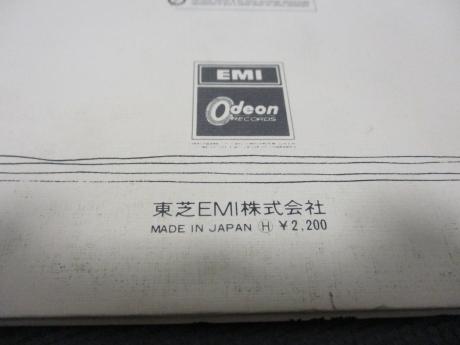 EMI
Odeon
RECORDS
東芝EMI株式会社
MADE IN JAPAN Ⓗ ¥2,200